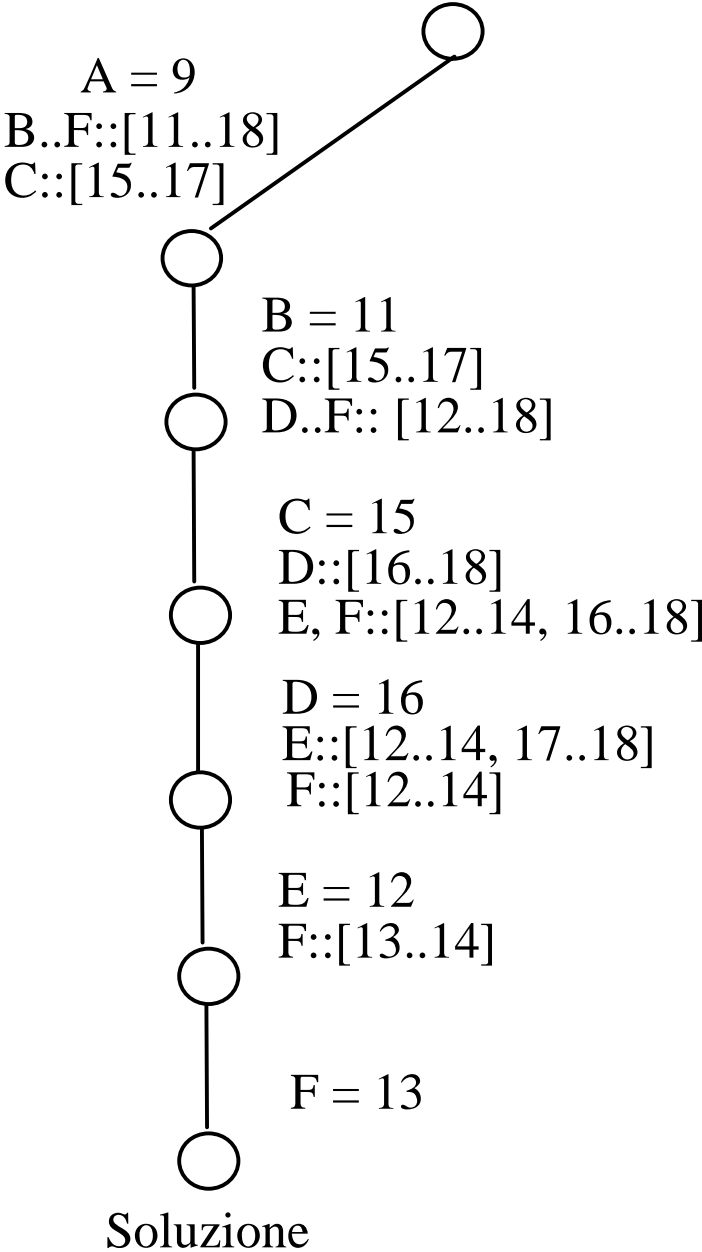 A = 9
B..F::[11..18]
C::[15..17]
B = 11
C::[15..17]
D..F:: [12..18]
C = 15
D::[16..18]
E, F::[12..14, 16..18]
D = 16
E::[12..14, 17..18]
F::[12..14]
E = 12
F::[13..14]
F = 13
Soluzione